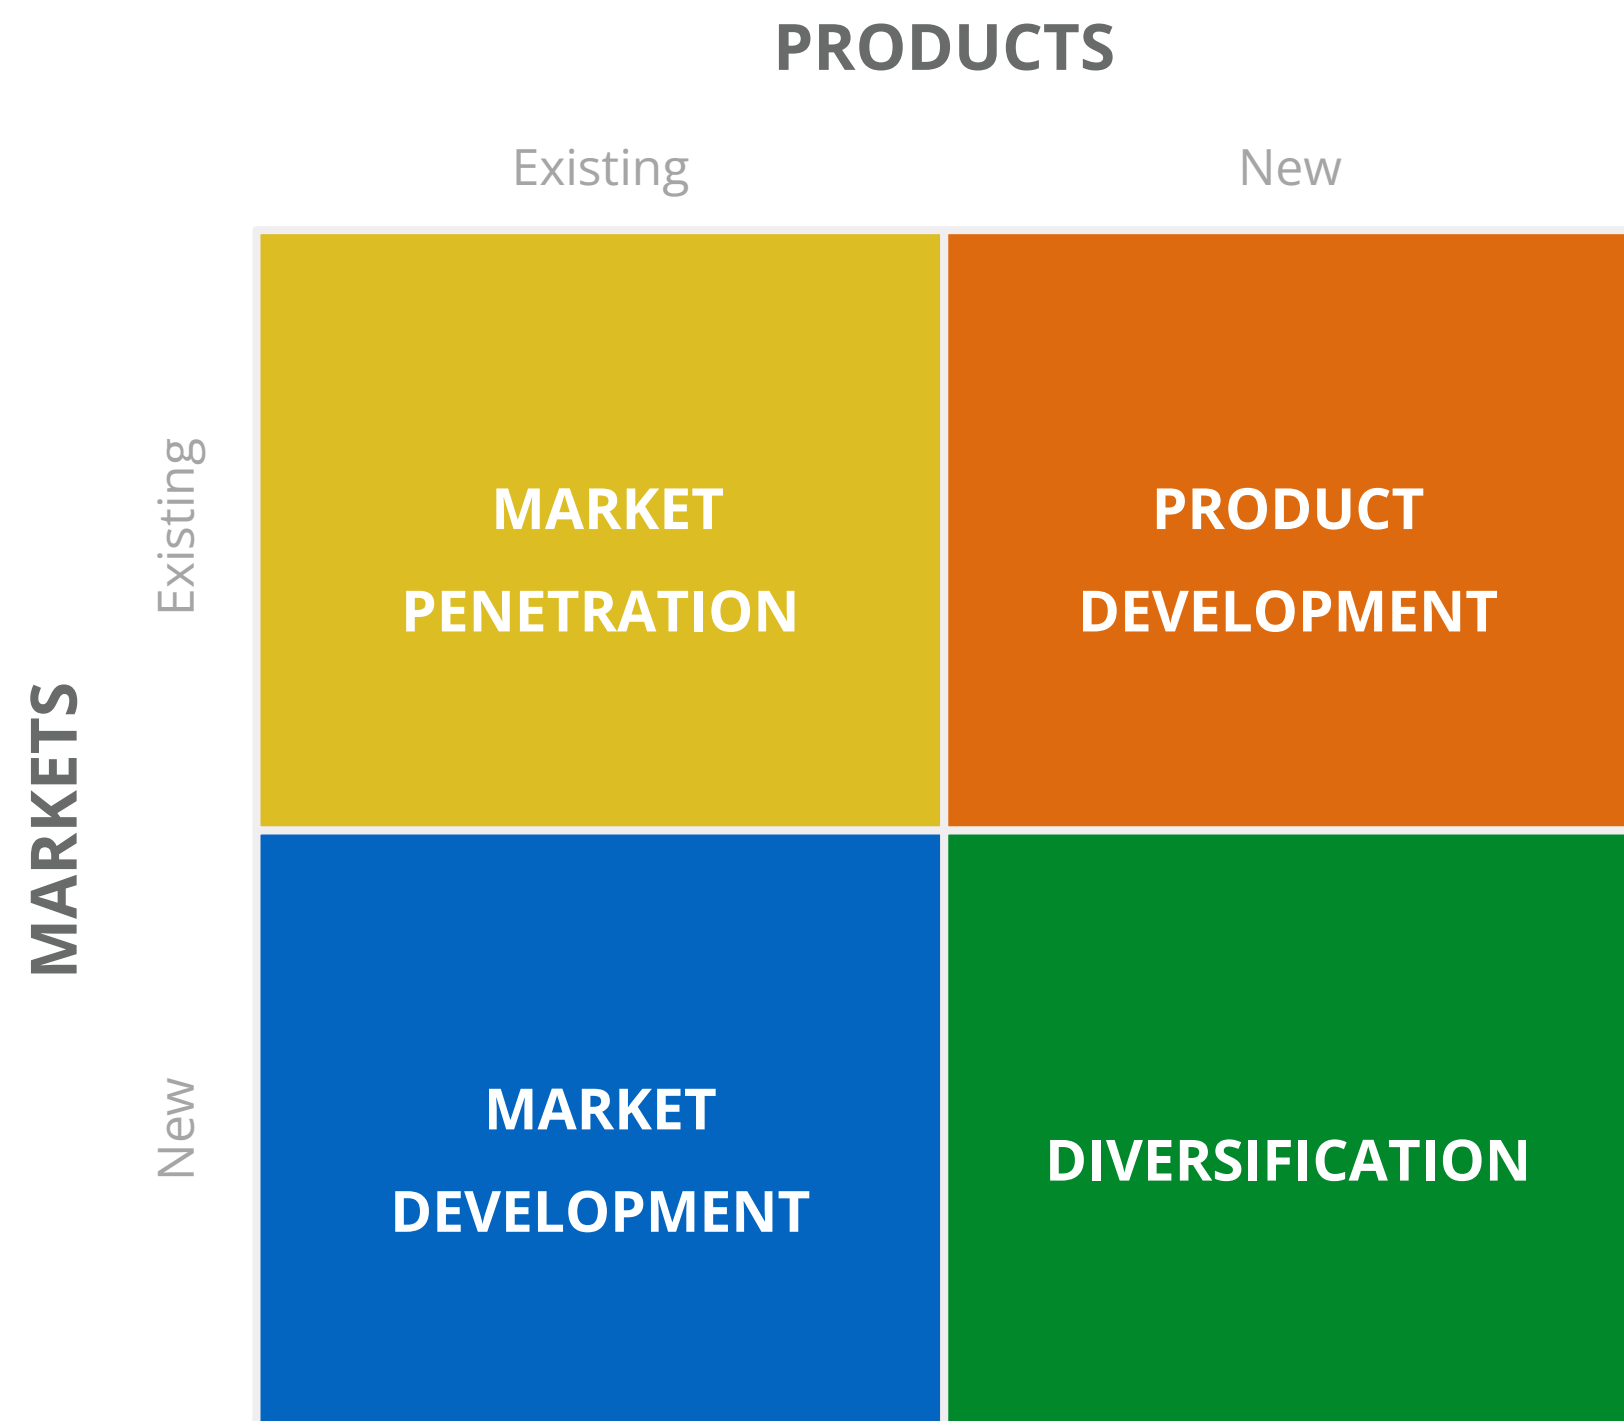 PRODUCTS
Existing
New
MARKETS
Existing
MARKET
PENETRATION
PRODUCT
DEVELOPMENT
New
MARKET
DEVELOPMENT
DIVERSIFICATION